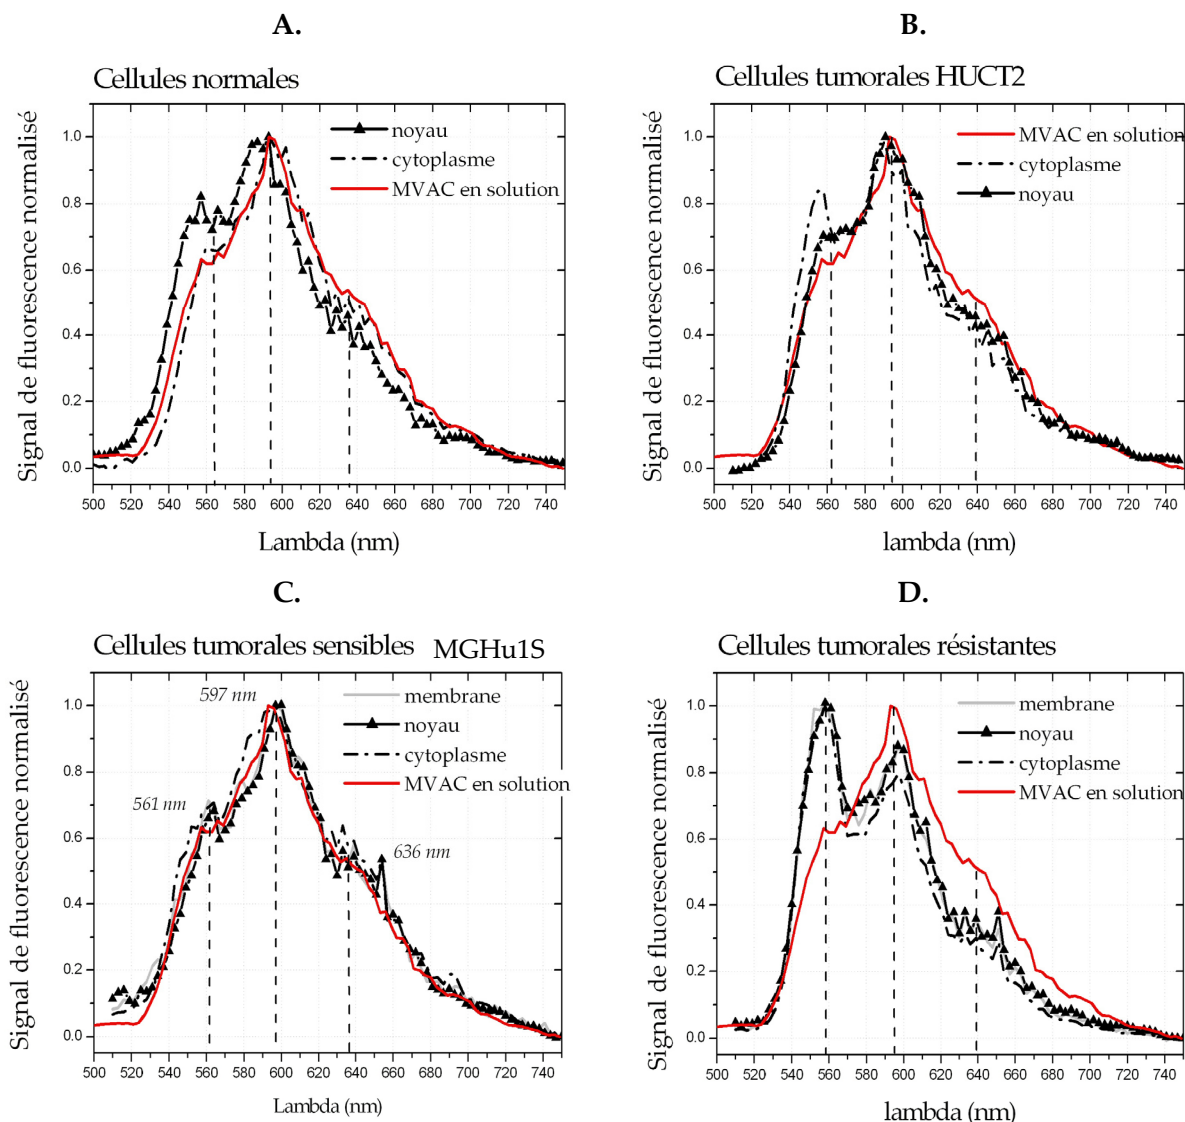 A.
Cellules normales
Signal de fluorescence normalisé
1.0
0.8
0.6
0.4
0.2
0.0
noyau
cytoplasme
MVAC en solution
500 520 540 560 580 600 620 640 660 680 700 720 740
Lambda (nm)
B.
Cellules tumorales HUCT2
Signal de fluorescence normalisé
1.0
0.8
0.6
0.4
0.2
0.0
MVAC en solution
cytoplasme
noyau
500 520 540 560 580 600 620 640 660 680 700 720 740
lambda (nm)
C.
Cellules tumorales sensibles MGHu1S
Signal de fluorescence normalisé
1.0
0.8
0.6
0.4
0.2
0.0
597 nm
561 nm
636 nm
membrane
noyau
cytoplasme
MVAC en solution
500 520 540 560 580 600 620 640 660 680 700 720 740
Lambda (nm)
D.
Cellules tumorales résistantes
Signal de fluorescence normalisé
1.0
0.8
0.6
0.4
0.2
0.0
membrane
noyau
cytoplasme
MVAC en solution
500 520 540 560 580 600 620 640 660 680 700 720 740
lambda (nm)